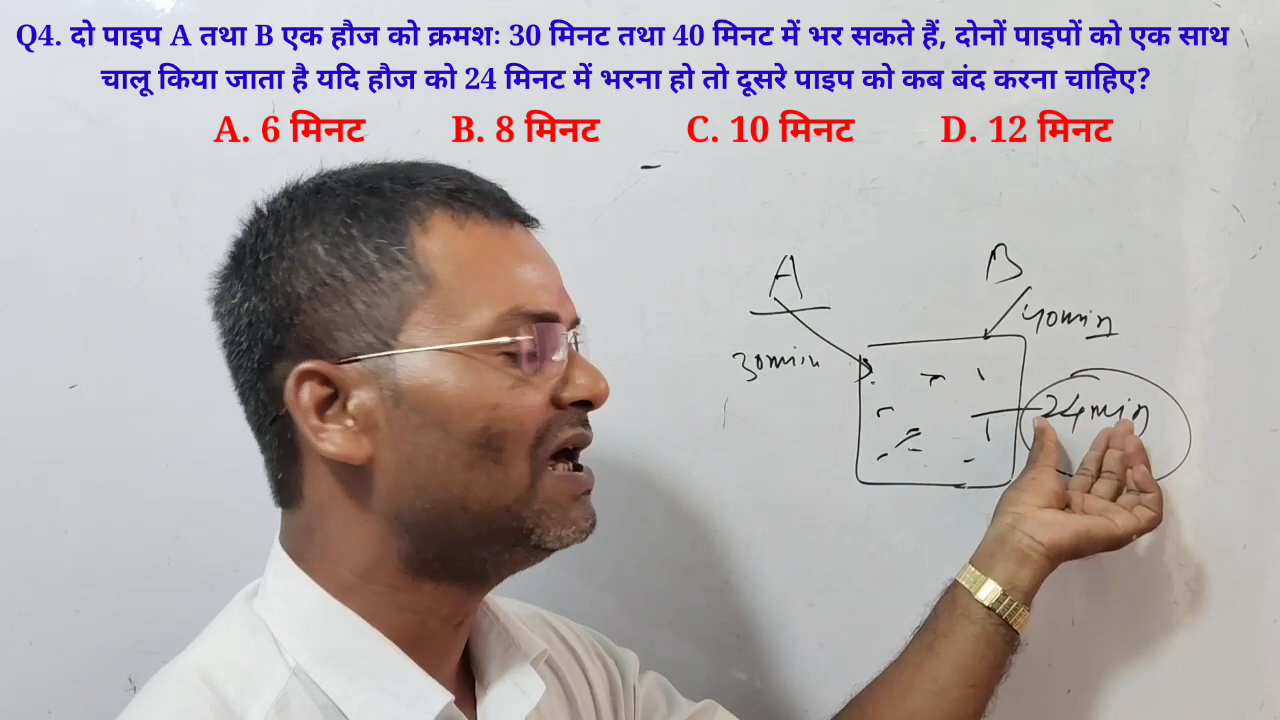 Q4. दो पाइप A तथा B एक हौज को क्रमशः 30 मिनट तथा 40 मिनट में भर सकते हैं, दोनों पाइपों को एक साथ
चालू किया जाता है यदि हौज को 24 मिनट में भरना हो तो दूसरे पाइप को कब बंद करना चाहिए?
A. 6 मिनट B. 8 मिनट C. 10 मिनट D. 12 मिनट
A B
40min
30min
24min